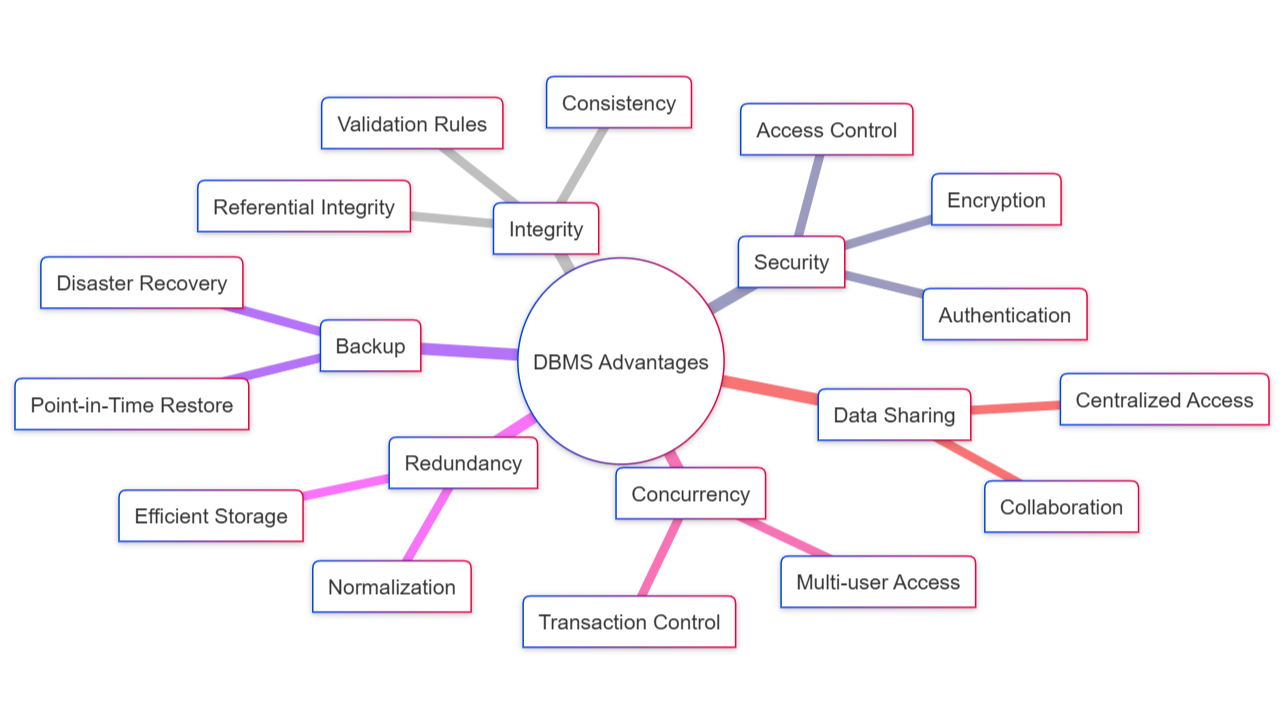 Consistency
Validation Rules
Access Control
Encryption
Referential Integrity
Integrity
Security
Disaster Recovery
Authentication
Backup
DBMS Advantages
Centralized Access
Point-in-Time Restore
Data Sharing
Redundancy
Concurrency
Collaboration
Efficient Storage
Normalization
Multi-user Access
Transaction Control